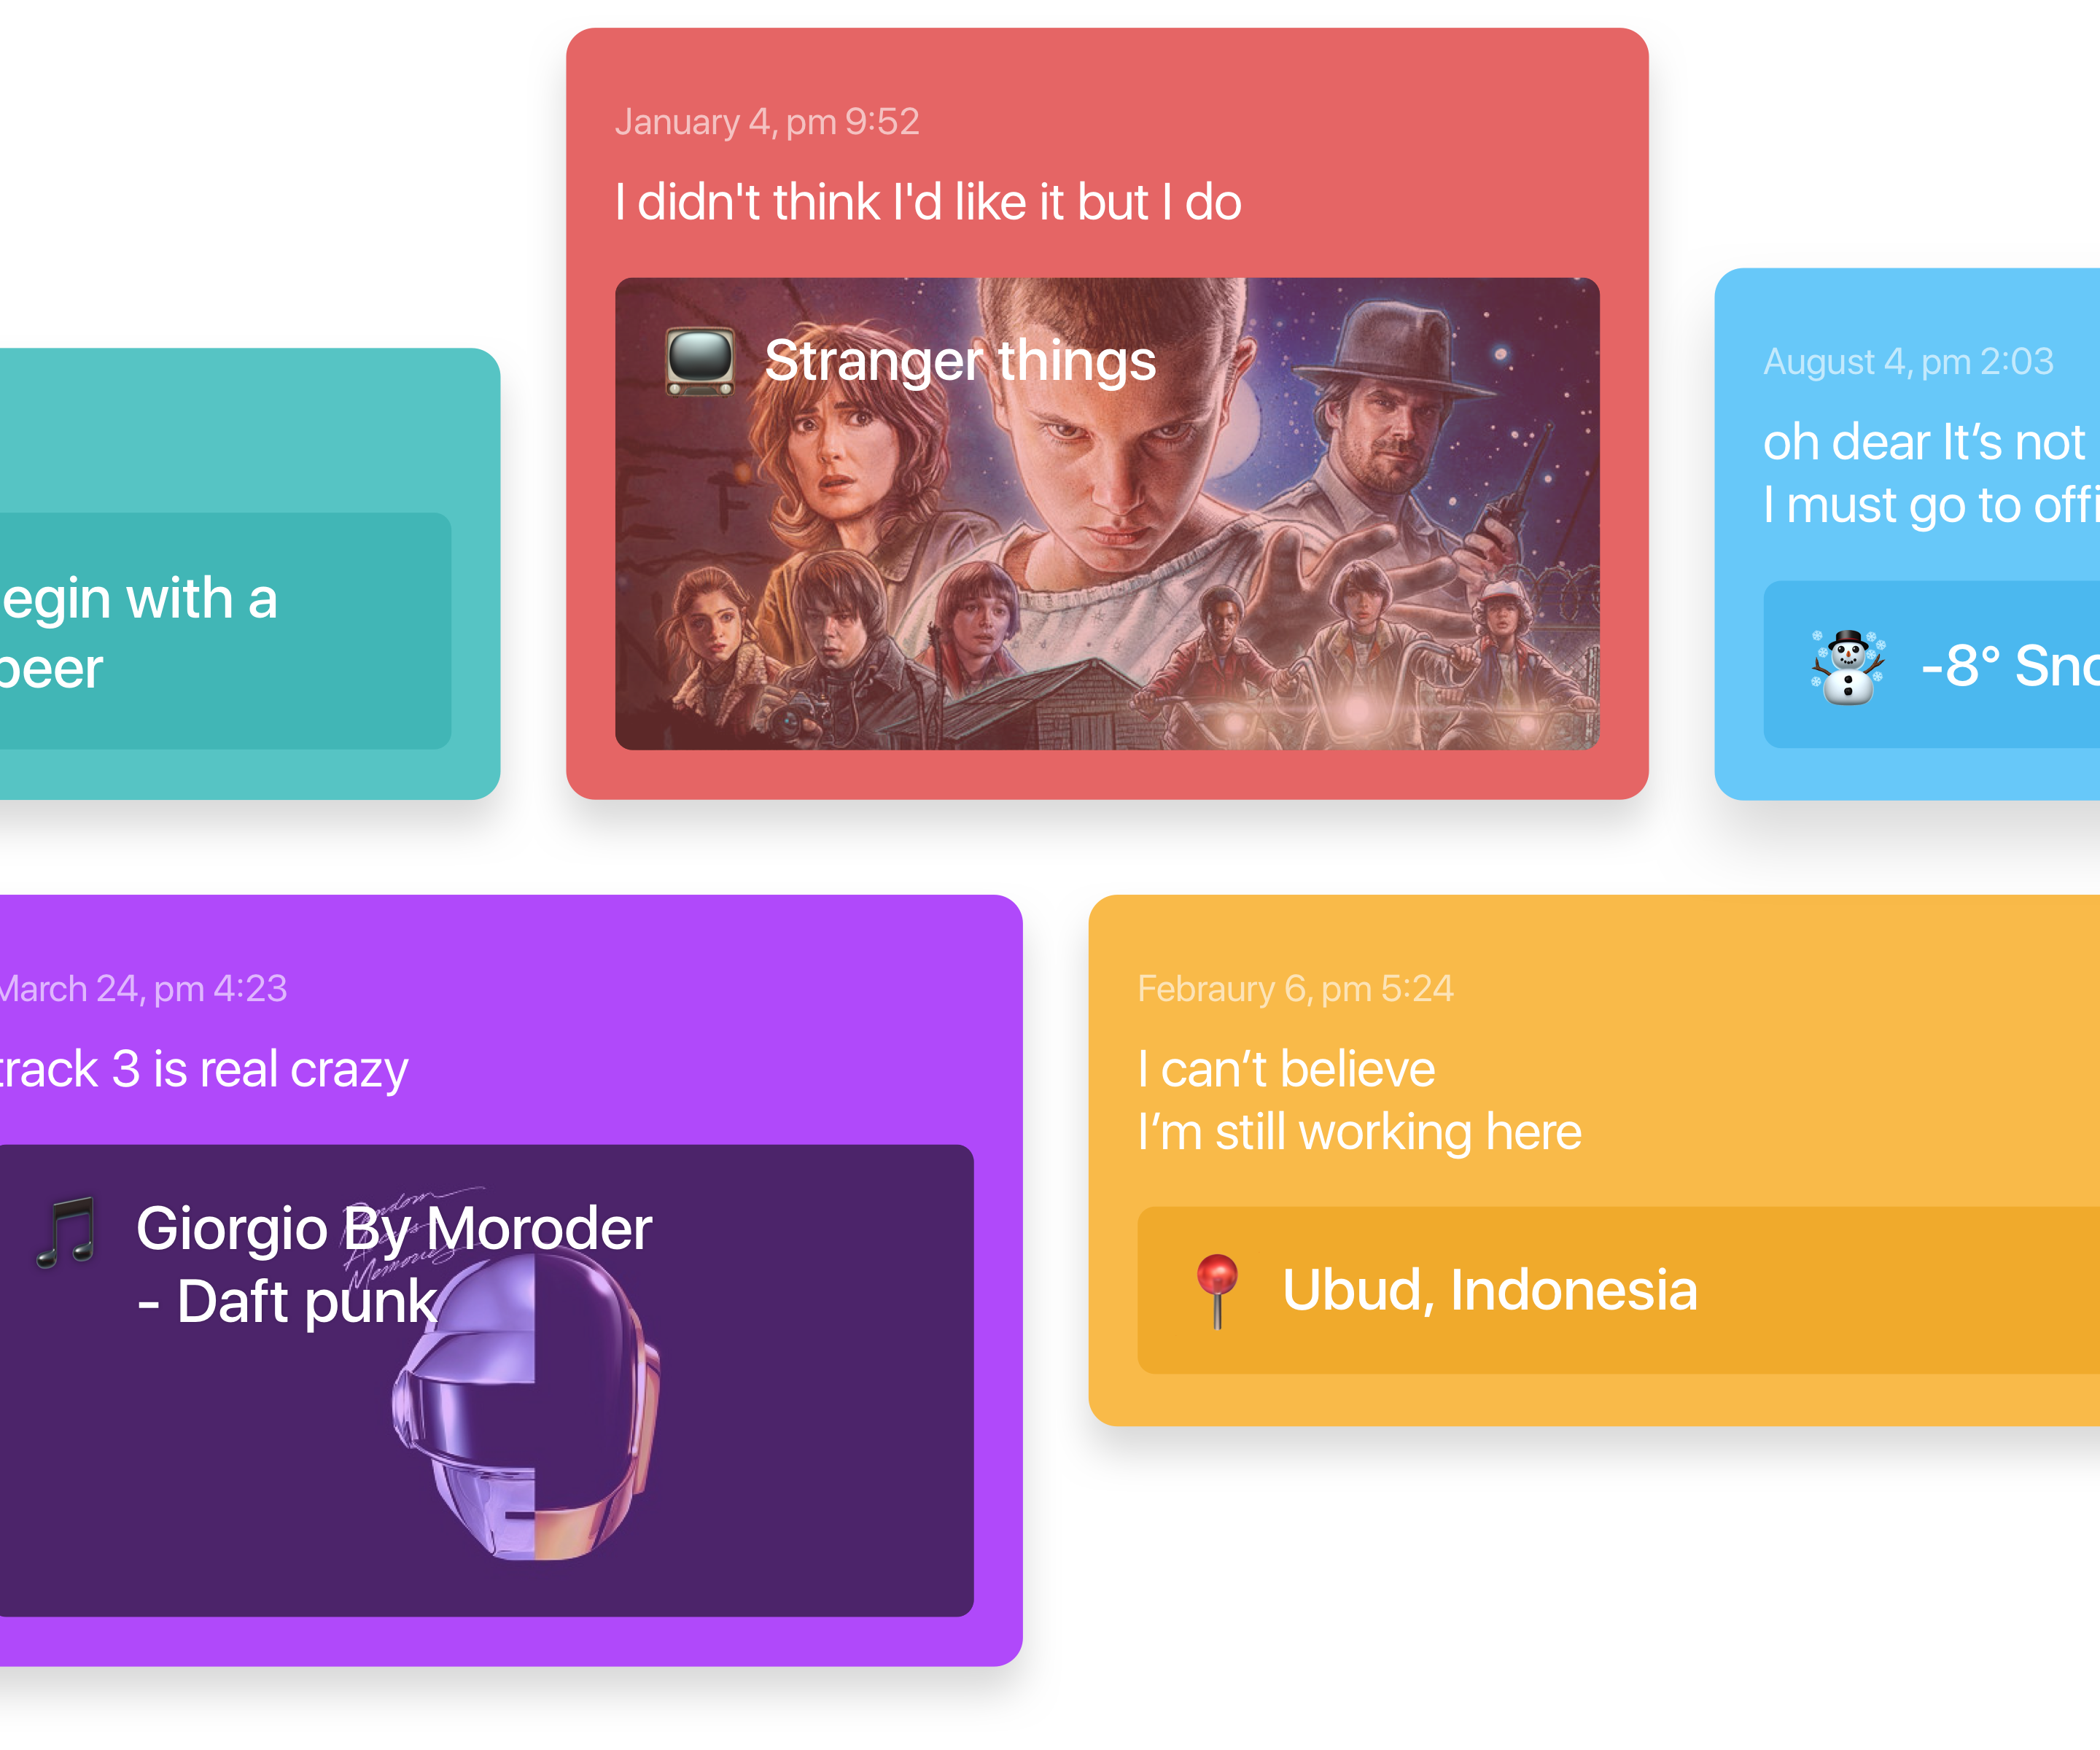 January 4, pm 9:52
I didn't think I'd like it but I do
Stranger things
egin with a
beer
August 4, pm 2:03
oh dear It’s not
I must go to offi
-8° Sno
March 24, pm 4:23
track 3 is real crazy
Giorgio By Moroder
- Daft punk
Random
Access
Memories
Febraury 6, pm 5:24
I can’t believe
I’m still working here
Ubud, Indonesia